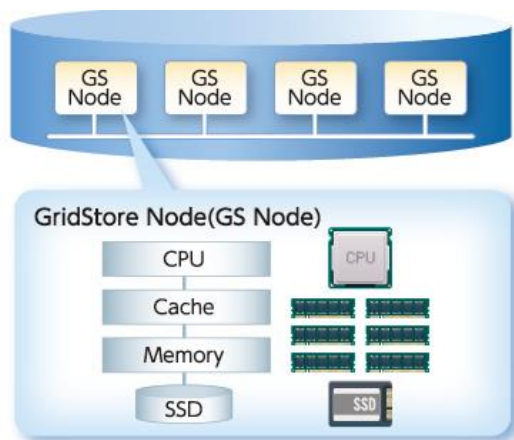 GS
Node
GS
Node
GS
Node
GS
Node
GridStore Node(GS Node)
CPU
CPU
Cache
Memory
SSD
SSD